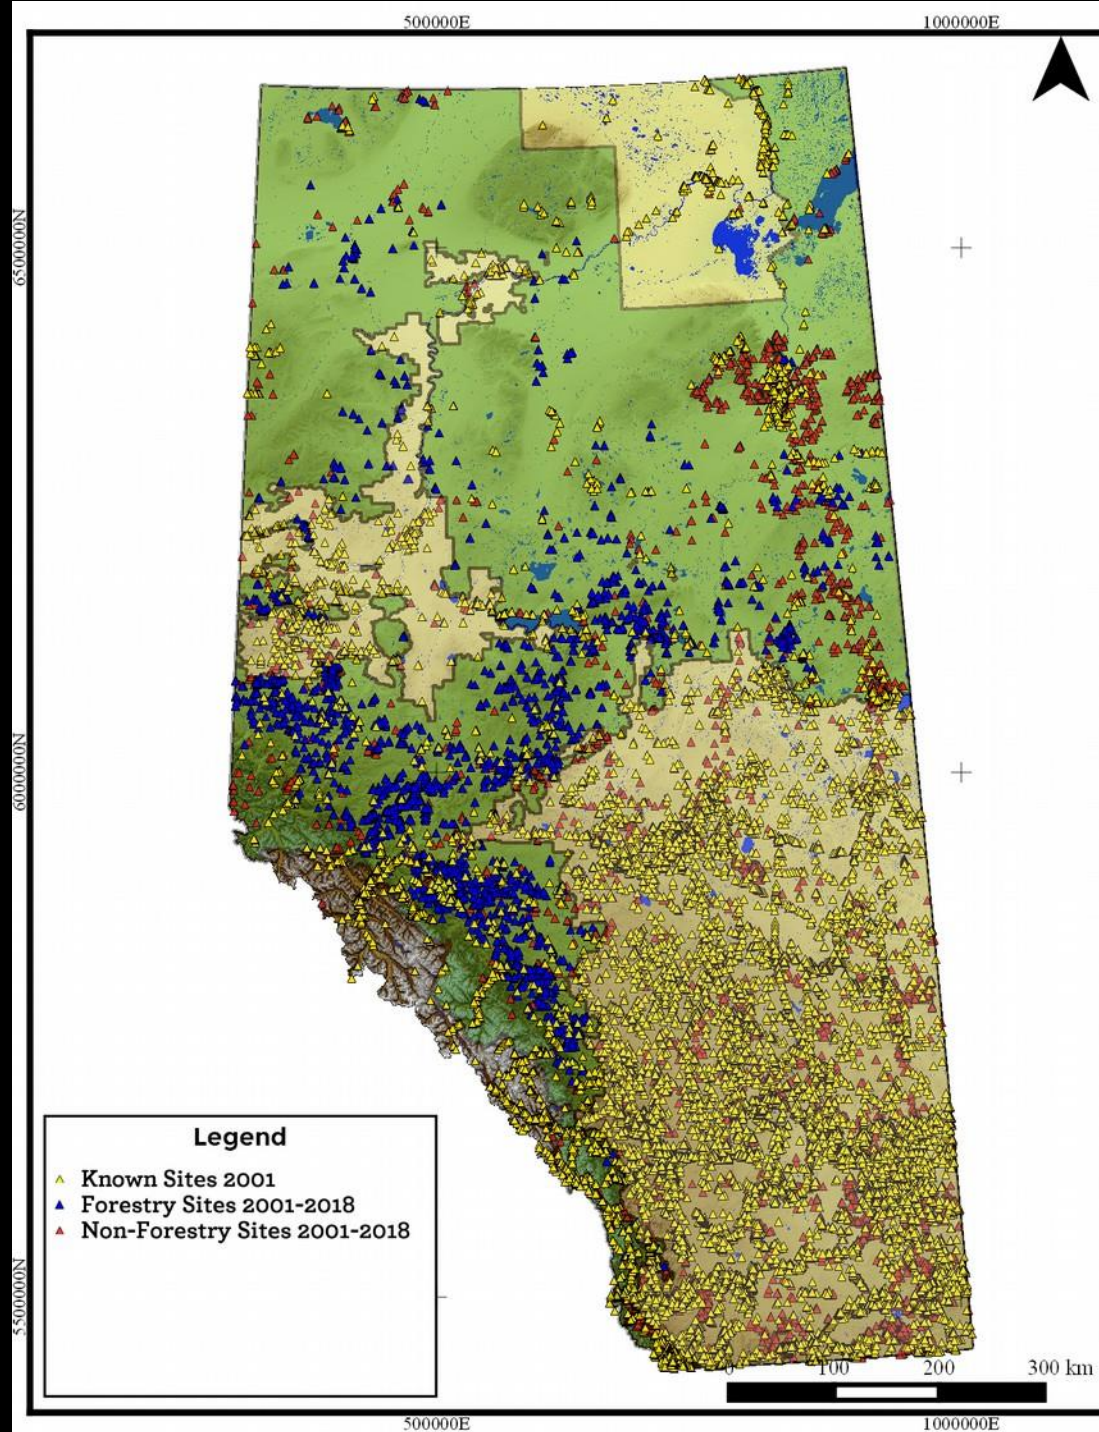 500000E 1000000E
6500000N
6000000N
5500000N
Legend
Known Sites 2001
Forestry Sites 2001-2018
Non-Forestry Sites 2001-2018
0 100 200 300 km
500000E 1000000E